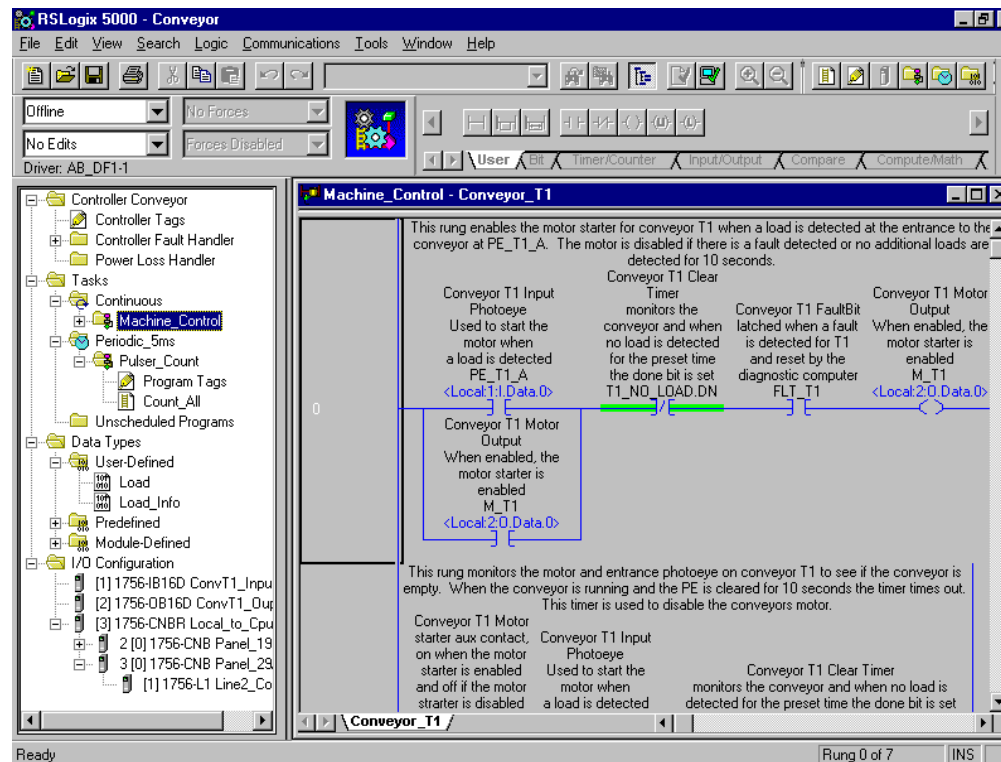 RSLogix 5000 - Conveyor
File Edit View Search Logic Communications Tools Window Help
Offline
No Forces
No Edits
Forces Disabled
Driver: AB_DF1-1
User
Bit
Timer/Counter
Input/Output
Compare
Compute/Math
Controller Conveyor
Controller Tags
Controller Fault Handler
Power Loss Handler
Tasks
Continuous
Machine_Control
Periodic_5ms
Pulser_Count
Program Tags
Count_All
Unscheduled Programs
Data Types
User-Defined
Load
Load_Info
Predefined
Module-Defined
I/O Configuration
[1] 1756-IB16D ConvT1_Inpu
[2] 1756-OB16D ConvT1_Oup
[3] 1756-CNBR Local_to_Cpu
2 [0] 1756-CNB Panel_19
3 [0] 1756-CNB Panel_29
[1] 1756-L1 Line2_Co
Machine_Control - Conveyor_T1
This rung enables the motor starter for conveyor T1 when a load is detected at the entrance to the
conveyor at PE_T1_A. The motor is disabled if there is a fault detected or no additional loads are
detected for 10 seconds.
Conveyor T1 Input
Photoeye
Used to start the
motor when
a load is detected
PE_T1_A
<Local:1:I.Data.0>
Conveyor T1 Clear
Timer
monitors the
conveyor and when
no load is detected
for the preset time
the done bit is set
T1_NO_LOAD.DN
Conveyor T1 FaultBit
latched when a fault
is detected for T1
and reset by the
diagnostic computer
FLT_T1
Conveyor T1 Motor
Output
When enabled, the
motor starter is
enabled
M_T1
<Local:2:O.Data.0>
0
Conveyor T1 Motor
Output
When enabled, the
motor starter is
enabled
M_T1
<Local:2:O.Data.0>
This rung monitors the motor and entrance photoeye on conveyor T1 to see if the conveyor is
empty. When the conveyor is running and the PE is cleared for 10 seconds the timer times out.
This timer is used to disable the conveyors motor.
Conveyor T1 Motor
starter aux contact,
on when the motor
starter is enabled
and off if the motor
strarter is disabled
Conveyor T1 Input
Photoeye
Used to start the
motor when
a load is detected
Conveyor T1 Clear Timer
monitors the conveyor and when no load is
detected for the preset time the done bit is set
Conveyor_T1
Ready
Rung 0 of 7
INS